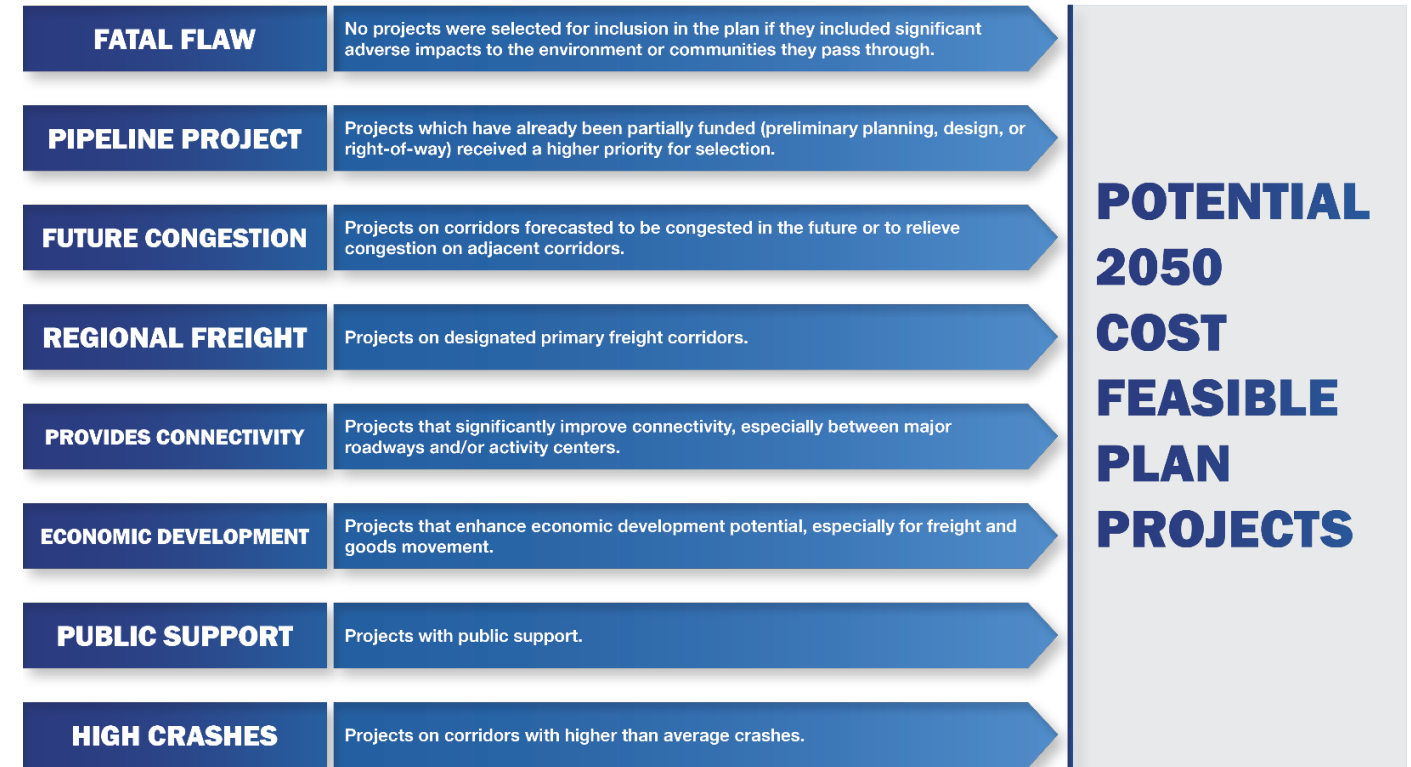 FATAL FLAW
No projects were selected for inclusion in the plan if they included significant
adverse impacts to the environment or communities they pass through.
PIPELINE PROJECT
Projects which have already been partially funded (preliminary planning, design, or
right-of-way) received a higher priority for selection.
FUTURE CONGESTION
Projects on corridors forecasted to be congested in the future or to relieve
congestion on adjacent corridors.
REGIONAL FREIGHT
Projects on designated primary freight corridors.
PROVIDES CONNECTIVITY
Projects that significantly improve connectivity, especially between major
roadways and/or activity centers.
ECONOMIC DEVELOPMENT
Projects that enhance economic development potential, especially for freight and
goods movement.
PUBLIC SUPPORT
Projects with public support.
HIGH CRASHES
Projects on corridors with higher than average crashes.
POTENTIAL
2050
COST
FEASIBLE
PLAN
PROJECTS